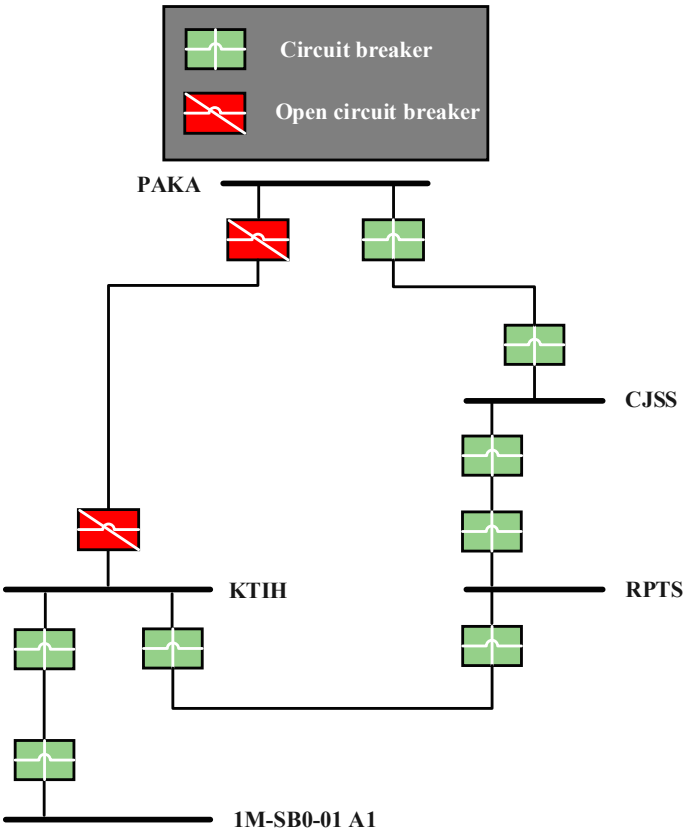 Circuit breaker
Open circuit breaker
PAKA
CJSS
KTIH
RPTS
1M-SB0-01 A1